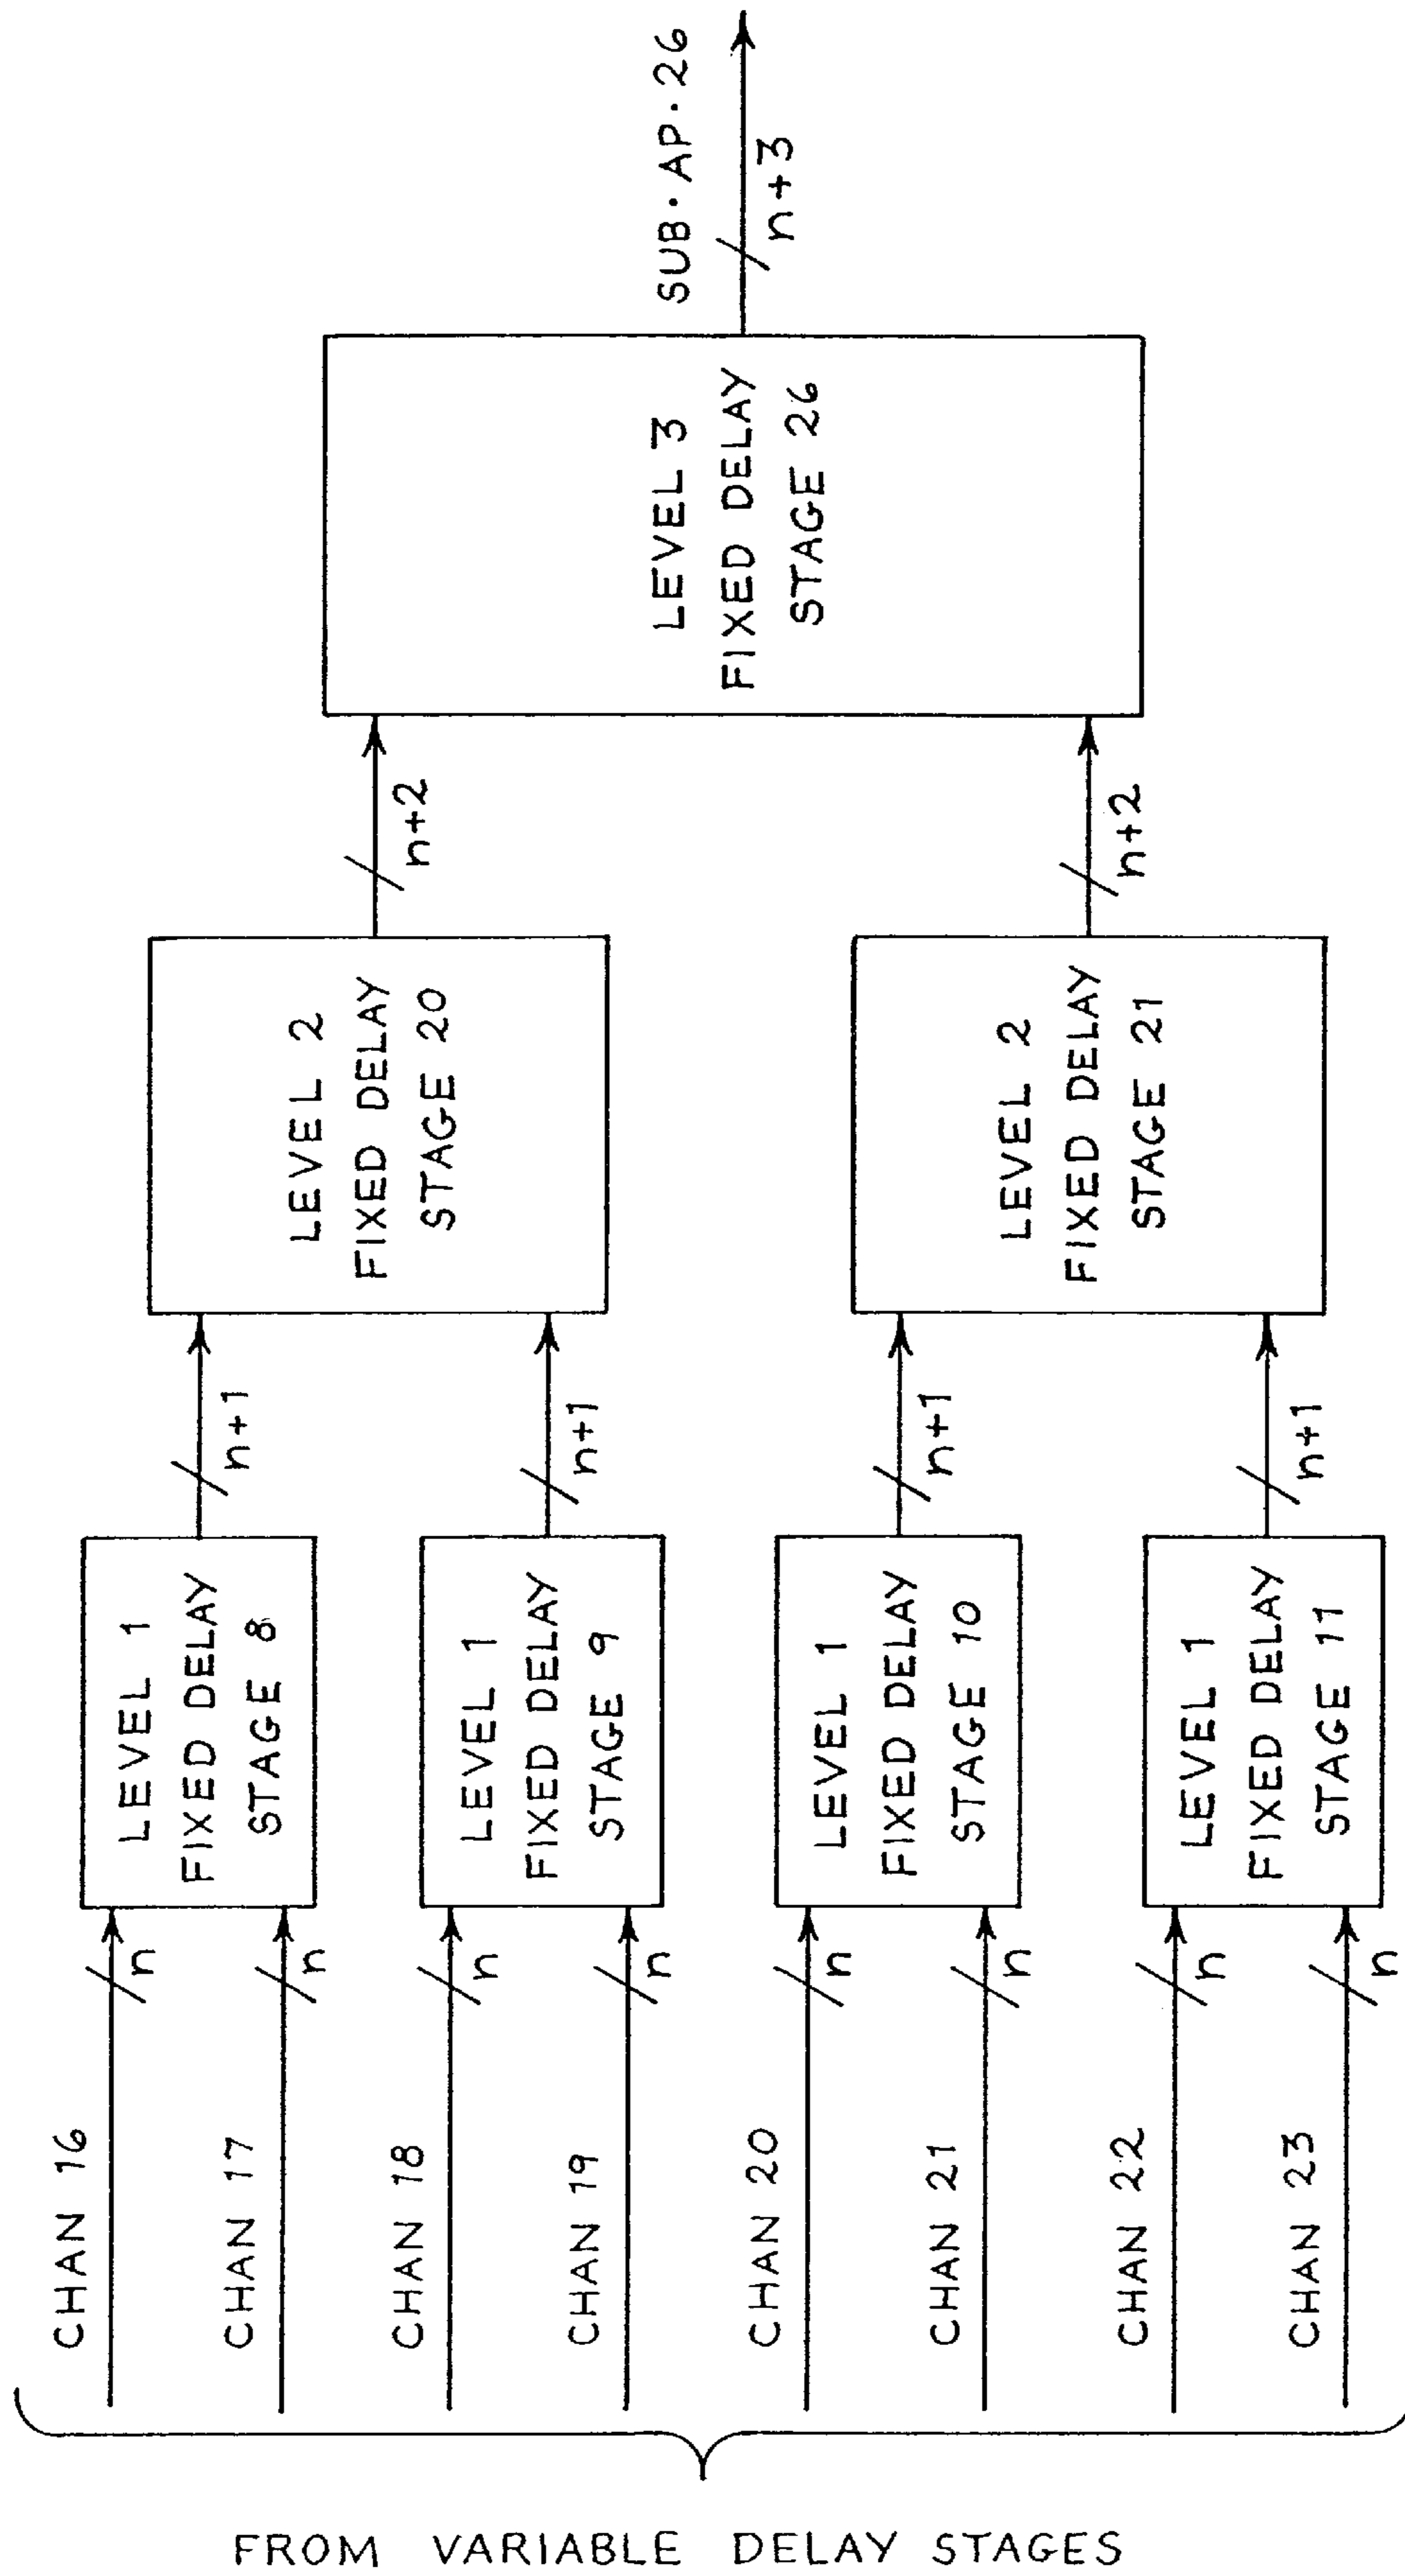 FROM VARIABLE DELAY STAGES
CHAN 16
n
CHAN 17
n
CHAN 18
n
CHAN 19
n
CHAN 20
n
CHAN 21
n
CHAN 22
n
CHAN 23
n
LEVEL 1
FIXED DELAY
STAGE 8
n+1
LEVEL 1
FIXED DELAY
STAGE 9
n+1
LEVEL 1
FIXED DELAY
STAGE 10
n+1
LEVEL 1
FIXED DELAY
STAGE 11
n+1
LEVEL 2
FIXED DELAY
STAGE 20
n+2
LEVEL 2
FIXED DELAY
STAGE 21
n+2
LEVEL 3
FIXED DELAY
STAGE 26
SUB·AP·26
n+3